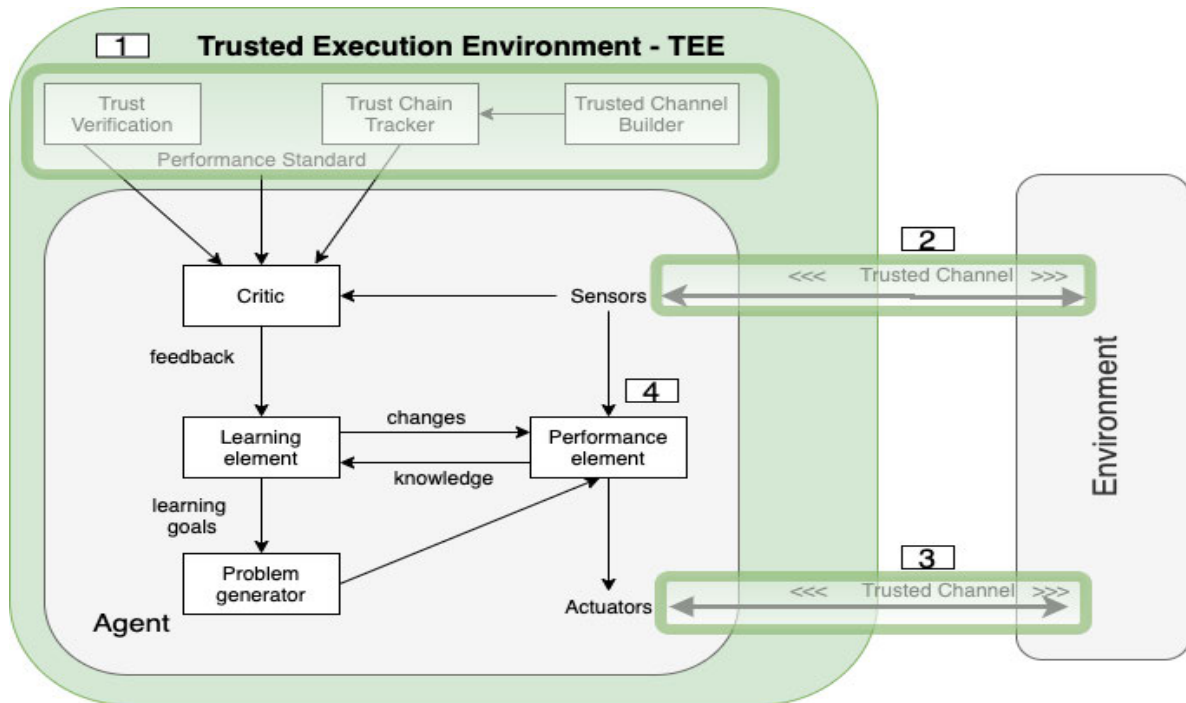 1 Trusted Execution Environment - TEE
Trust
Verification
Trust Chain
Tracker
Trusted Channel
Builder
Performance Standard
2
<<< Trusted Channel >>>
Critic
Sensors
feedback
4
changes
Learning
element
Performance
element
knowledge
learning
goals
3
Problem
generator
<<< Trusted Channel >>>
Actuators
Agent
Environment